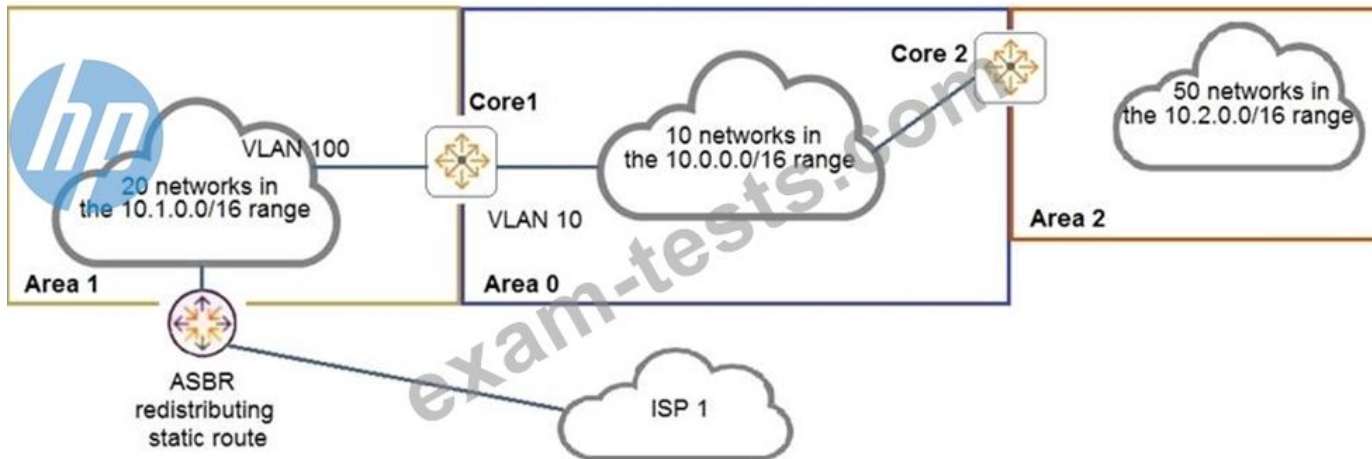 hp
VLAN 100
20 networks in
the 10.1.0.0/16 range
Area 1
ASBR
redistributing
static route
Core1
VLAN 10
Area 0
10 networks in
the 10.0.0.0/16 range
ISP 1
Core 2
50 networks in
the 10.2.0.0/16 range
Area 2
exam-tests.com